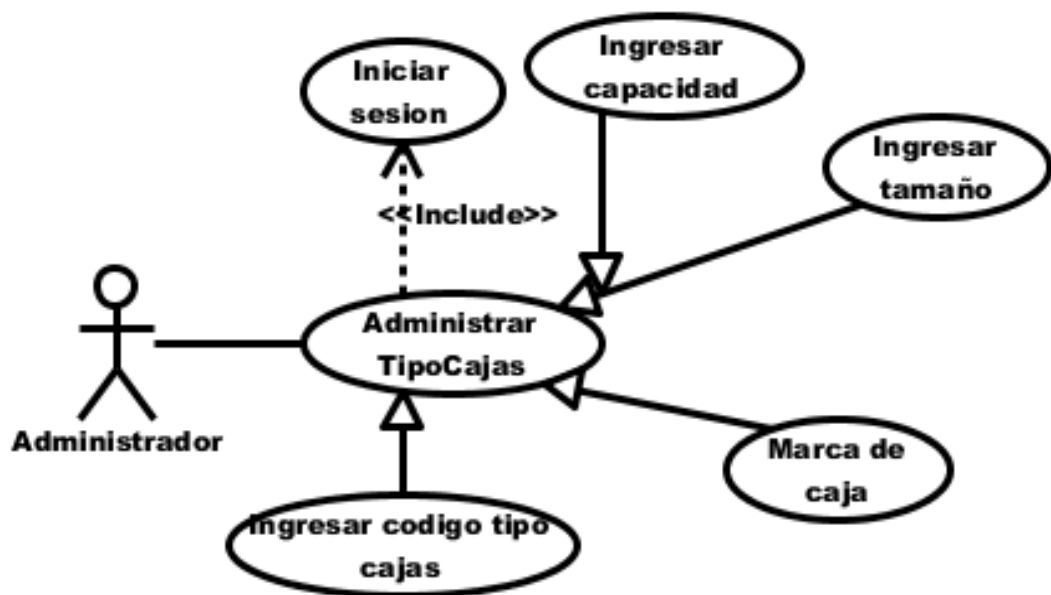 Iniciar
sesion
Ingresar
capacidad
Ingresar
tamaño
<<Include>>
Administrar
TipoCajas
Administrador
Marca de
caja
Ingresar codigo tipo
cajas